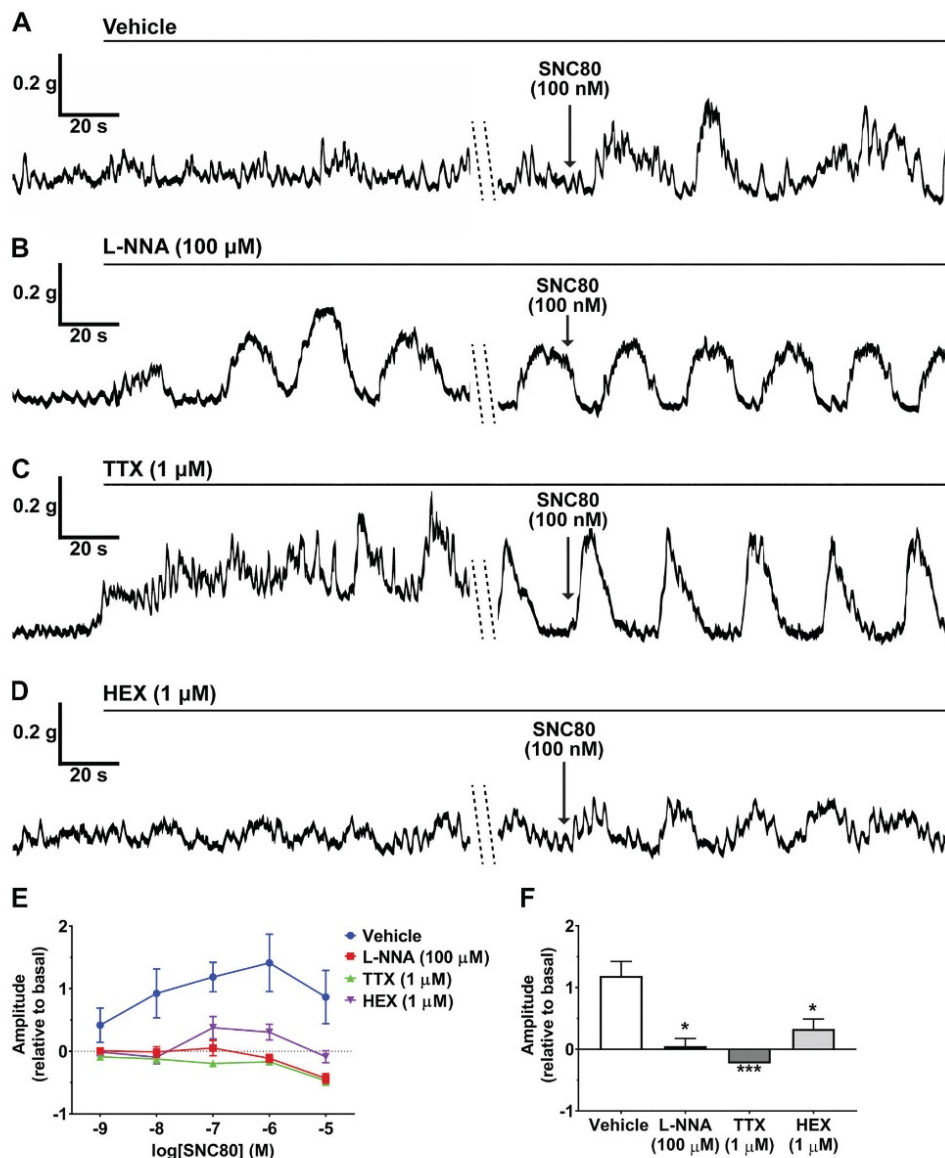 A
Vehicle
0.2 g
20 s
SNC80
(100 nM)
B
L-NNA (100 µM)
0.2 g
20 s
SNC80
(100 nM)
C
TTX (1 µM)
0.2 g
20 s
SNC80
(100 nM)
D
HEX (1 µM)
0.2 g
20 s
SNC80
(100 nM)
E
Amplitude
(relative to basal)
2
1
0
-1
-9 -8 -7 -6 -5
log[SNC80] (M)
Vehicle
L-NNA (100 µM)
TTX (1 µM)
HEX (1 µM)
F
Amplitude
(relative to basal)
2
1
0
-1
*
***
*
Vehicle L-NNA TTX HEX
(100 µM) (1 µM) (1 µM)